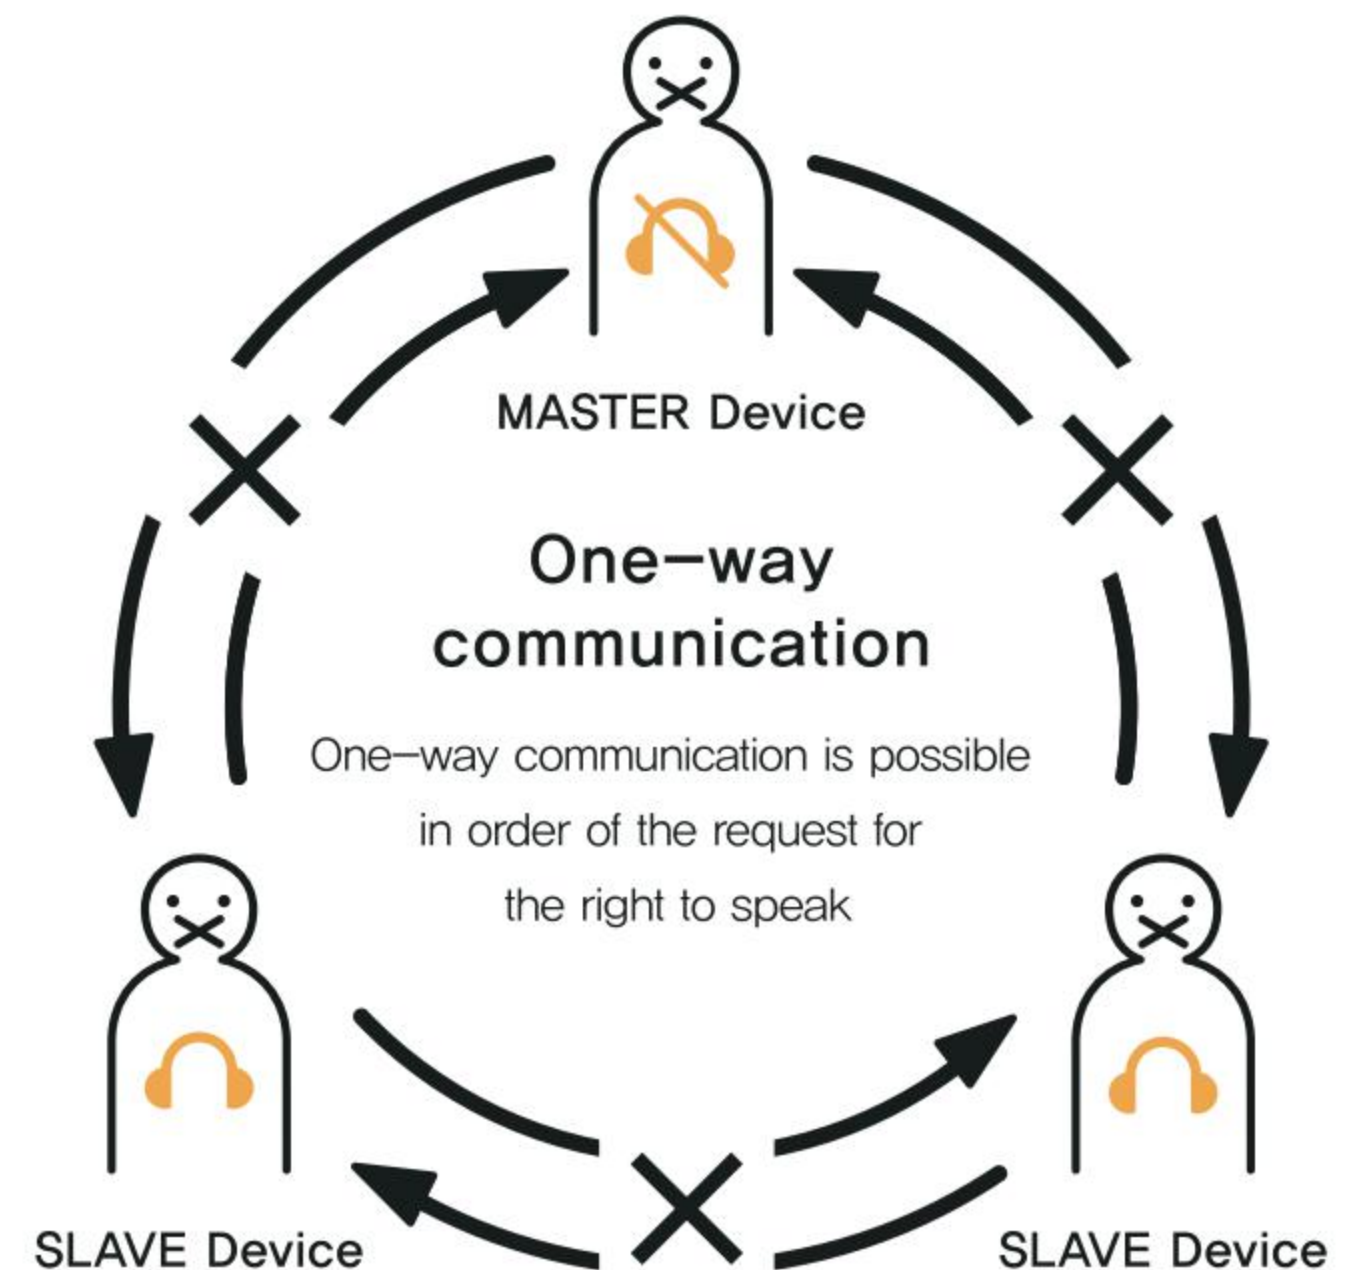 MASTER Device
One-way
communication
One-way communication is possible
in order of the request for
the right to speak
SLAVE Device
SLAVE Device